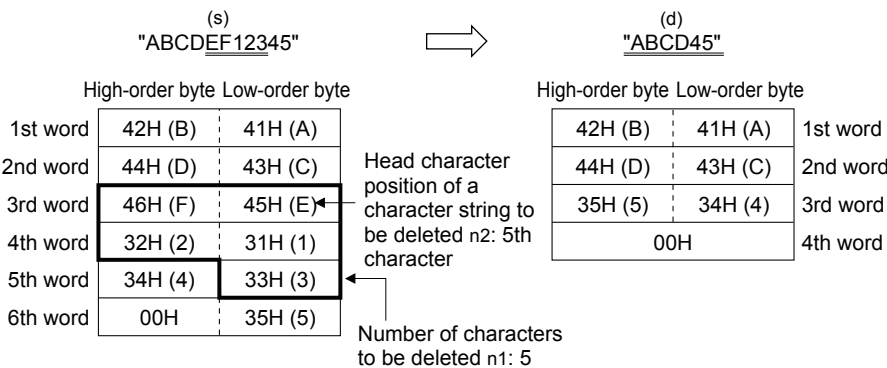 (s) (d)
"ABCDEF12345" "ABCD45"
High-order byte Low-order byte High-order byte Low-order byte
1st word 42H (B) 41H (A) 42H (B) 41H (A) 1st word
2nd word 44H (D) 43H (C) 44H (D) 43H (C) 2nd word
3rd word 46H (F) 45H (E) 35H (5) 34H (4) 3rd word
4th word 32H (2) 31H (1) 00H 4th word
5th word 34H (4) 33H (3)
6th word 00H 35H (5)
Head character
position of a
character string to
be deleted n2: 5th
character
Number of characters
to be deleted n1: 5